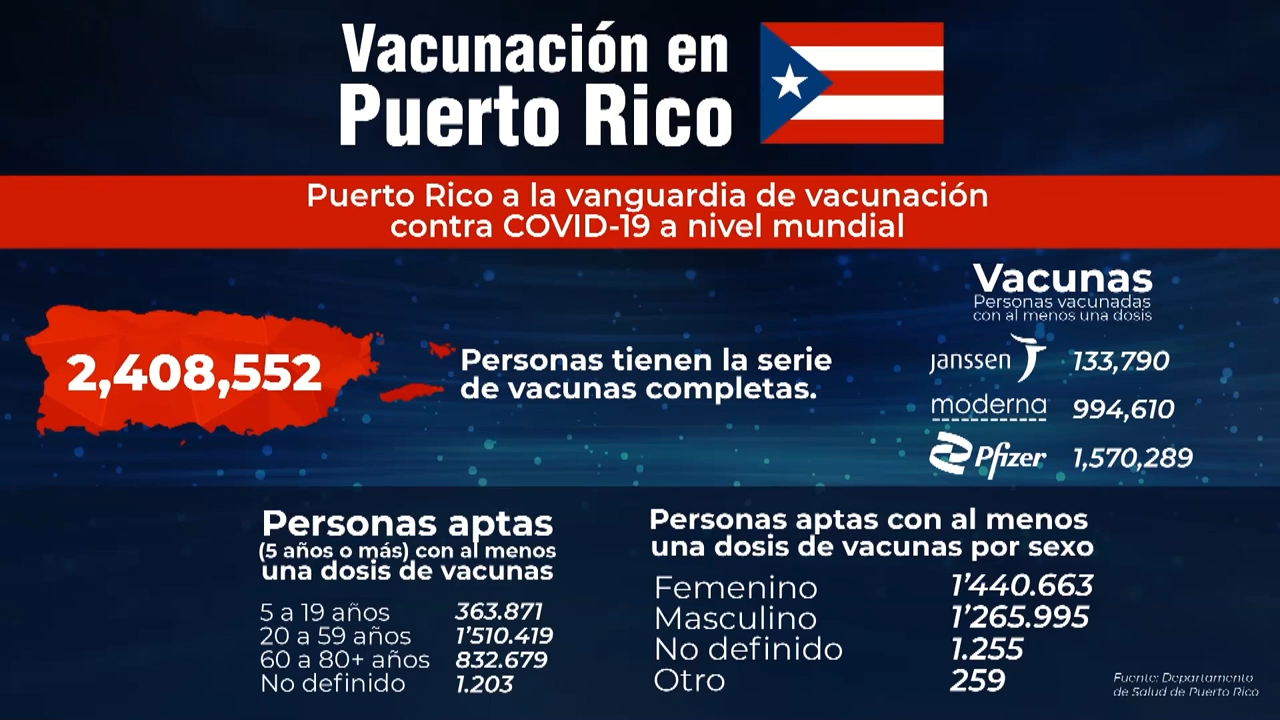 Vacunación en
Puerto Rico
Puerto Rico a la vanguardia de vacunación
contra COVID-19 a nivel mundial
2,408,552
Personas tienen la serie
de vacunas completas.
Vacunas
Personas vacunadas
con al menos una dosis
Janssen 133,790
moderna 994,610
Pfizer 1,570,289
Personas aptas
(5 años o más) con al menos
una dosis de vacunas
5 a 19 años 363.871
20 a 59 años 1’510.419
60 a 80+ años 832.679
No definido 1.203
Personas aptas con al menos
una dosis de vacunas por sexo
Femenino 1’440.663
Masculino 1’265.995
No definido 1.255
Otro 259
Fuente: Departamento
de Salud de Puerto Rico